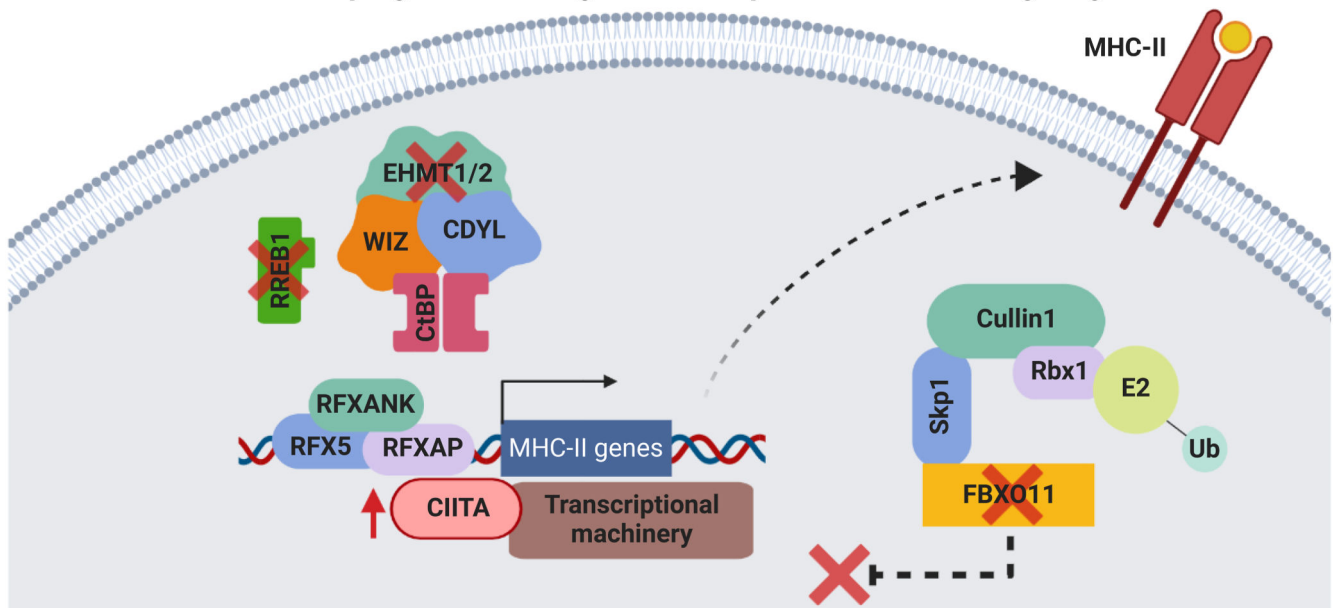 MHC-II
EHMT1/2
WIZ
CDYL
RREB1
CtBP
Cullin1
Rbx1
E2
Skp1
Ub
RFXANK
RFX5
RFXAP
MHC-II genes
FBXO11
CIITA
Transcriptional
machinery